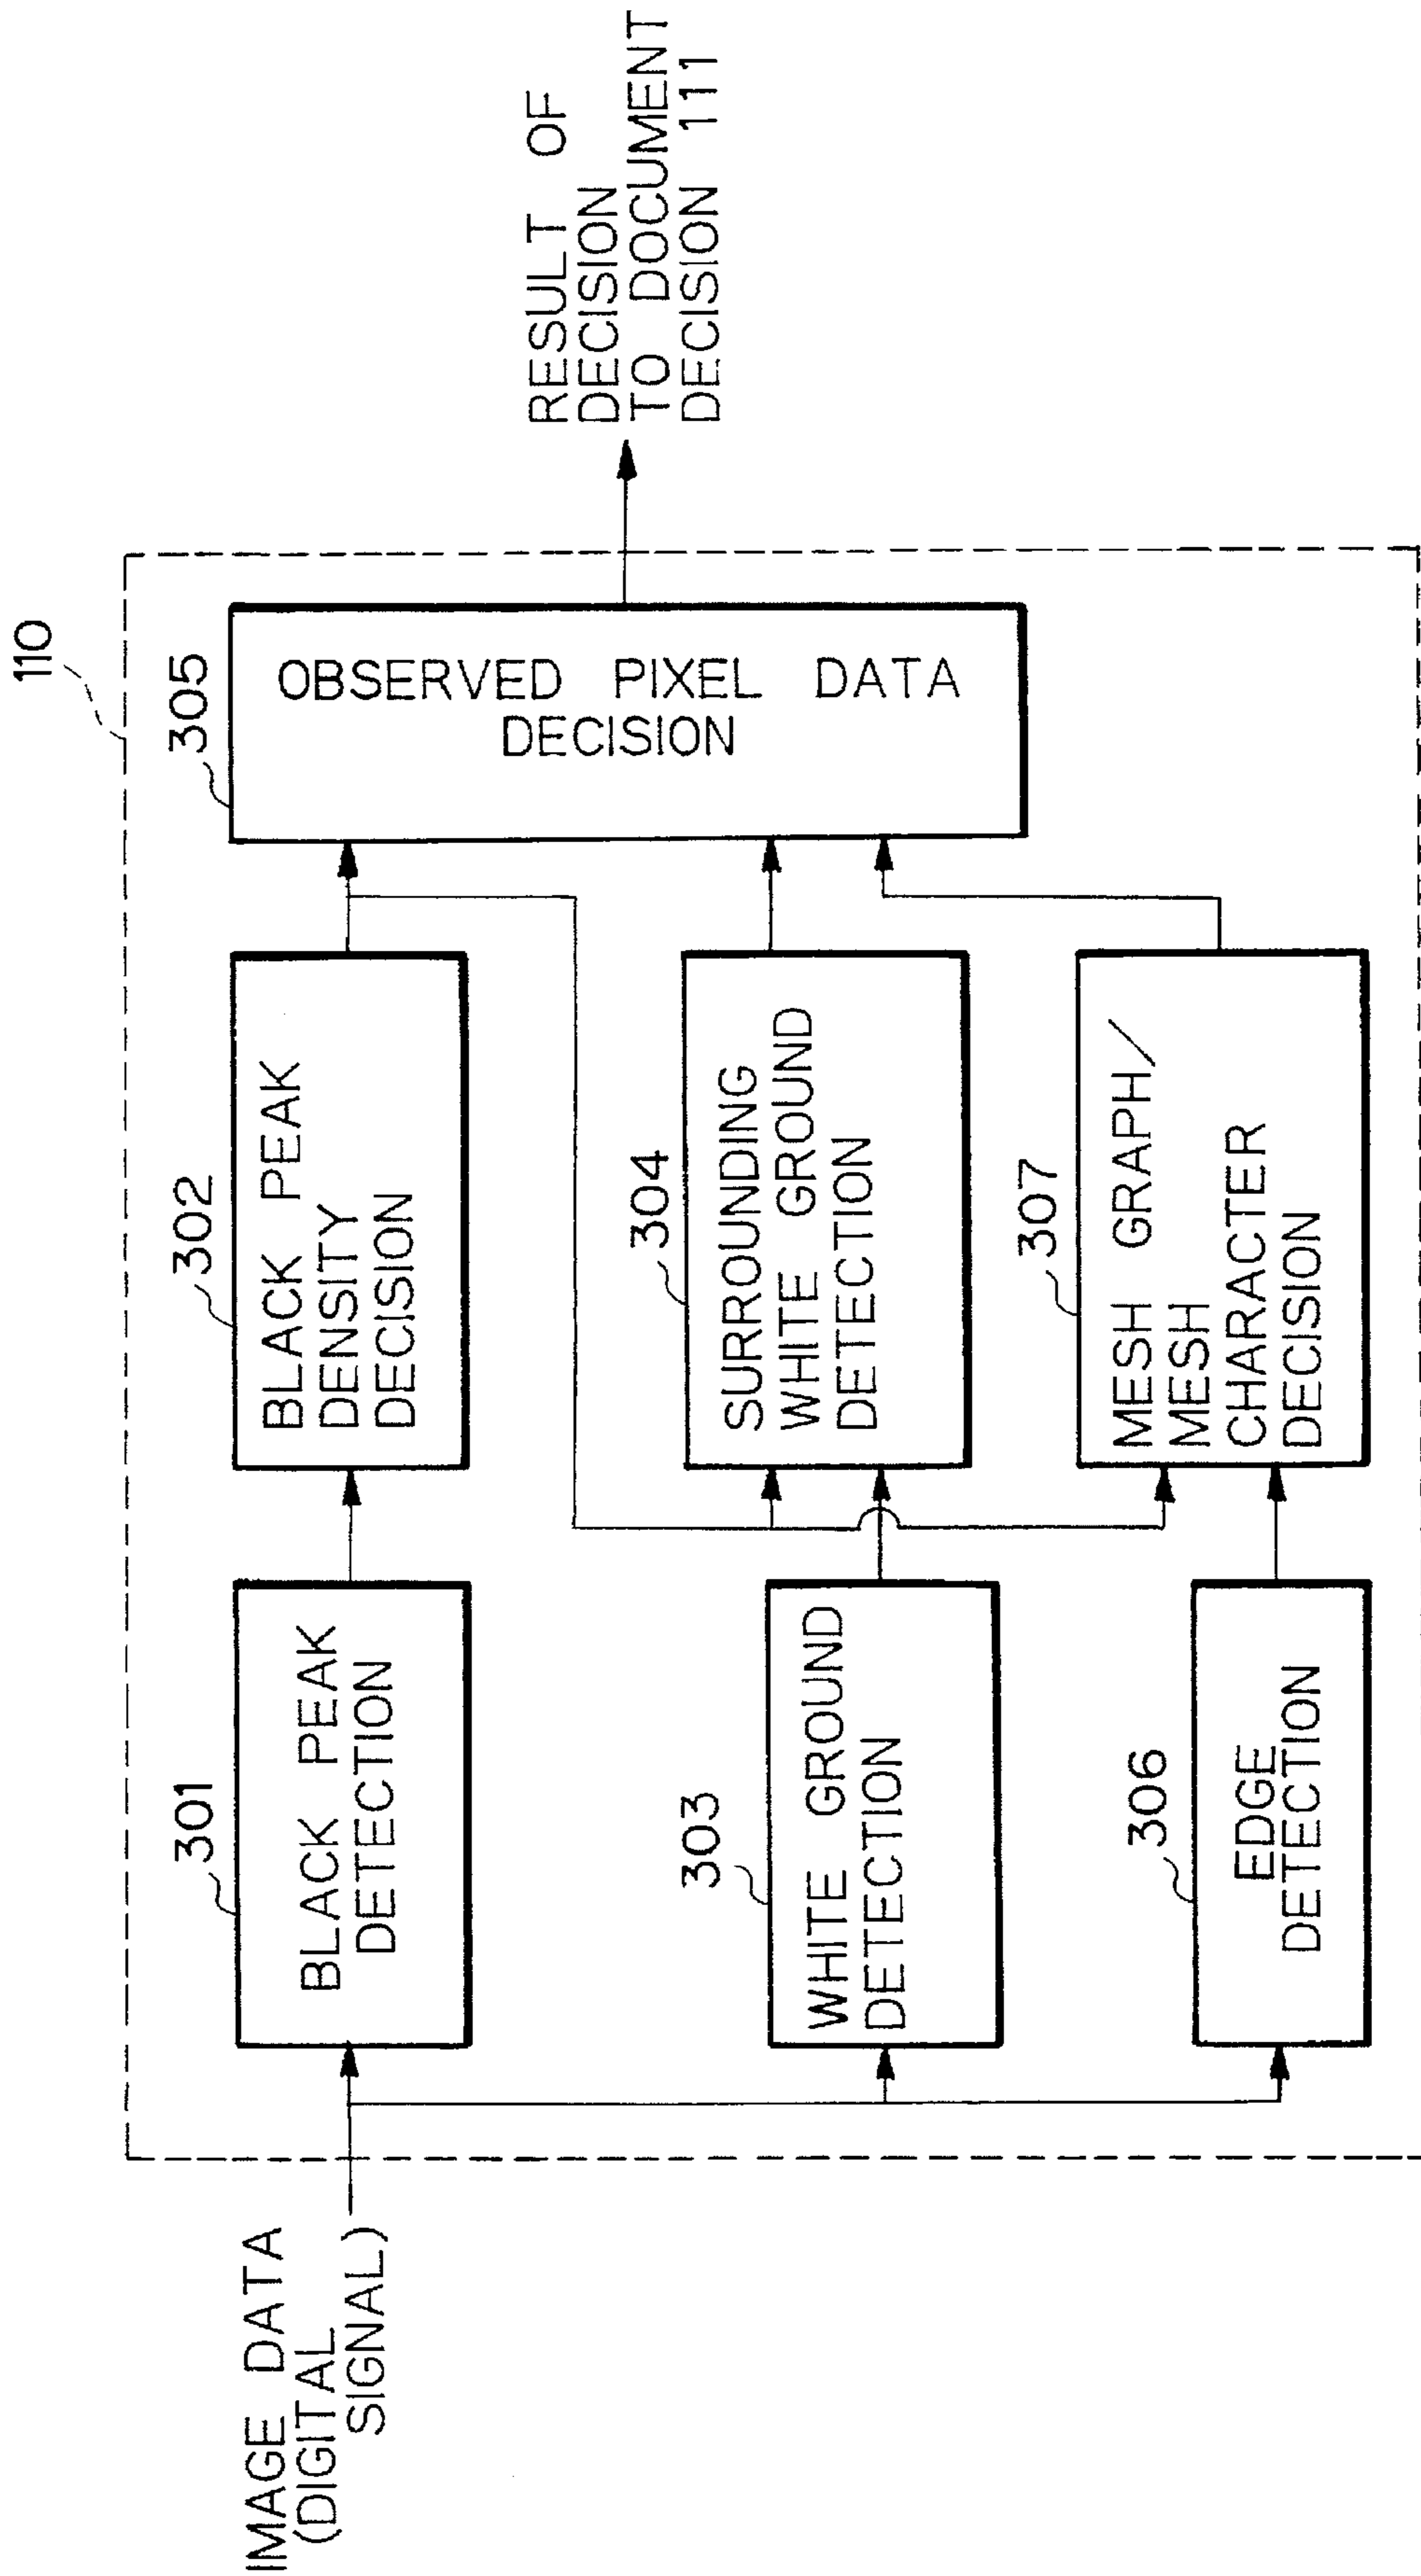 110
IMAGE DATA
(DIGITAL
SIGNAL)
301
BLACK PEAK
DETECTION
302
BLACK PEAK
DENSITY
DECISION
305
OBSERVED PIXEL DATA
DECISION
RESULT OF
DECISION
TO DOCUMENT
DECISION 111
303
WHITE GROUND
DETECTION
304
SURROUNDING
WHITE GROUND
DETECTION
306
EDGE
DETECTION
307
MESH GRAPH/
MESH
CHARACTER
DECISION